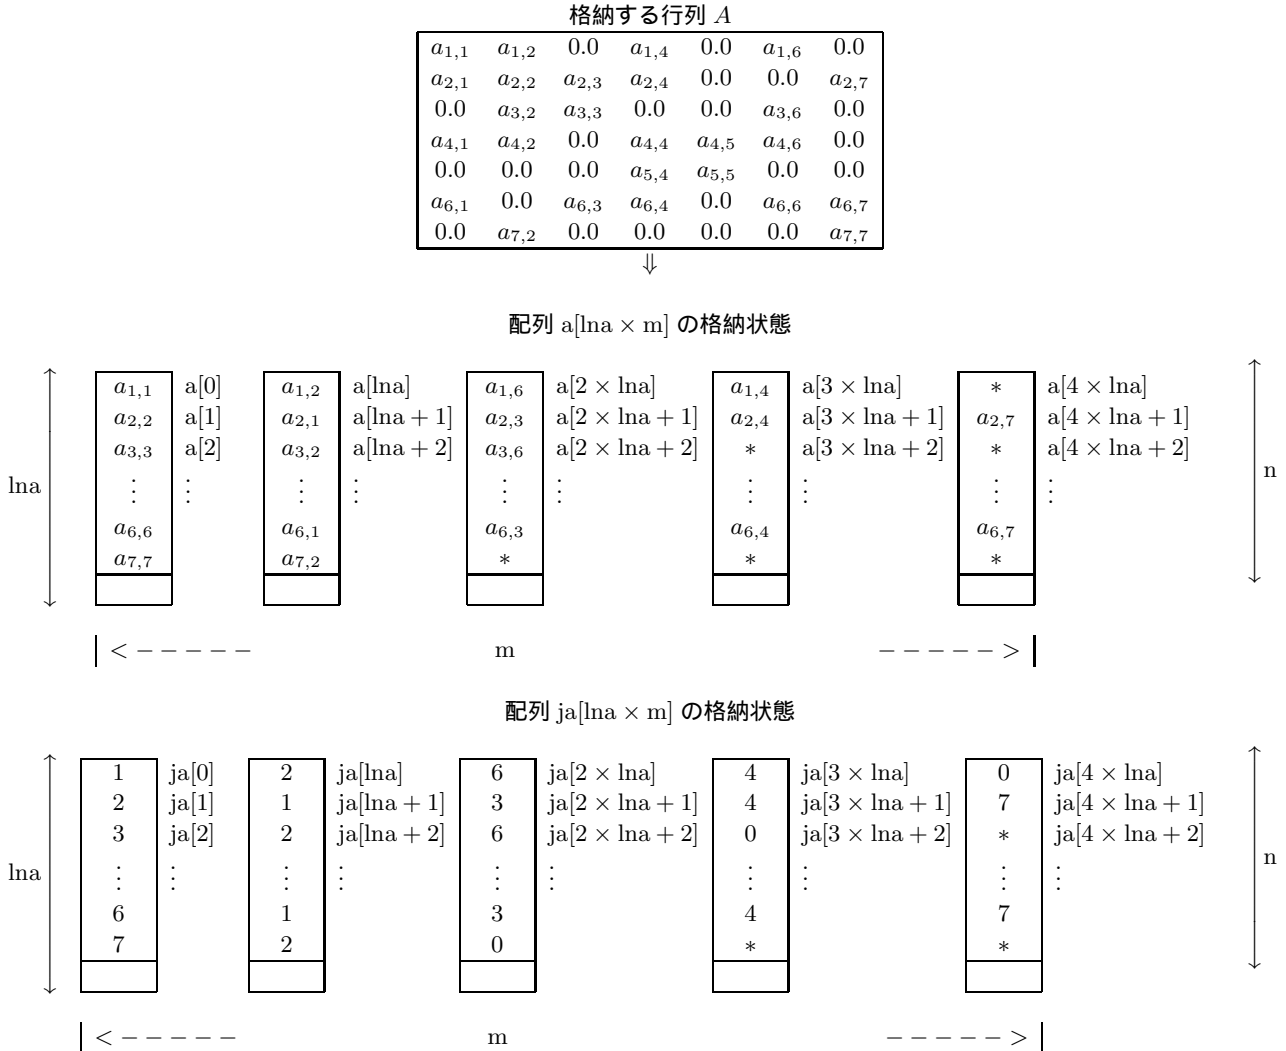 格納する行列 A
a1,1 a1,2 0.0 a1,4 0.0 a1,6 0.0
a2,1 a2,2 a2,3 a2,4 0.0 0.0 a2,7
0.0 a3,2 a3,3 0.0 0.0 a3,6 0.0
a4,1 a4,2 0.0 a4,4 a4,5 a4,6 0.0
0.0 0.0 0.0 a5,4 a5,5 0.0 0.0
a6,1 0.0 a6,3 a6,4 0.0 a6,6 a6,7
0.0 a7,2 0.0 0.0 0.0 0.0 a7,7
⇓
配列 a[lna × m] の格納状態
a1,1 a[0] a1,2 a[lna] a1,6 a[2 × lna] a1,4 a[3 × lna] * a[4 × lna]
a2,2 a[1] a2,1 a[lna + 1] a2,3 a[2 × lna + 1] a2,4 a[3 × lna + 1] a2,7 a[4 × lna + 1]
a3,3 a[2] a3,2 a[lna + 2] a3,6 a[2 × lna + 2] * a[3 × lna + 2] * a[4 × lna + 2]
lna ⋮ ⋮ ⋮ ⋮ ⋮ ⋮ ⋮ ⋮ ⋮ ⋮ n
a6,6 a6,1 a6,3 a6,4 a6,7
a7,7 a7,2 * * *
| < − − − − − m − − − − − > |
配列 ja[lna × m] の格納状態
1 ja[0] 2 ja[lna] 6 ja[2 × lna] 4 ja[3 × lna] 0 ja[4 × lna]
2 ja[1] 1 ja[lna + 1] 3 ja[2 × lna + 1] 4 ja[3 × lna + 1] 7 ja[4 × lna + 1]
3 ja[2] 2 ja[lna + 2] 6 ja[2 × lna + 2] 0 ja[3 × lna + 2] * ja[4 × lna + 2]
lna ⋮ ⋮ ⋮ ⋮ ⋮ ⋮ ⋮ ⋮ ⋮ ⋮ n
6 1 3 4 7
7 2 0 * *
| < − − − − − m − − − − − > |